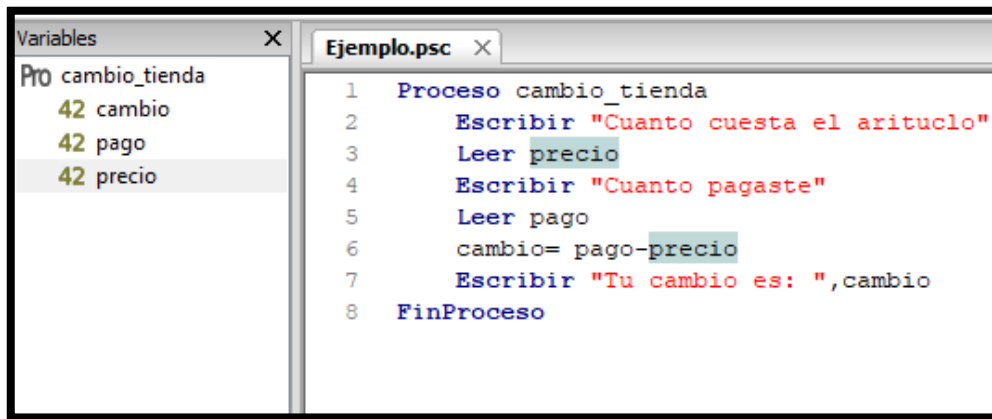 Variables
Pro cambio_tienda
42 cambio
42 pago
42 precio
Ejemplo.psc
1 Proceso cambio_tienda
2 Escribir "Cuanto cuesta el arituclo"
3 Leer precio
4 Escribir "Cuanto pagaste"
5 Leer pago
6 cambio= pago-precio
7 Escribir "Tu cambio es: ",cambio
8 FinProceso